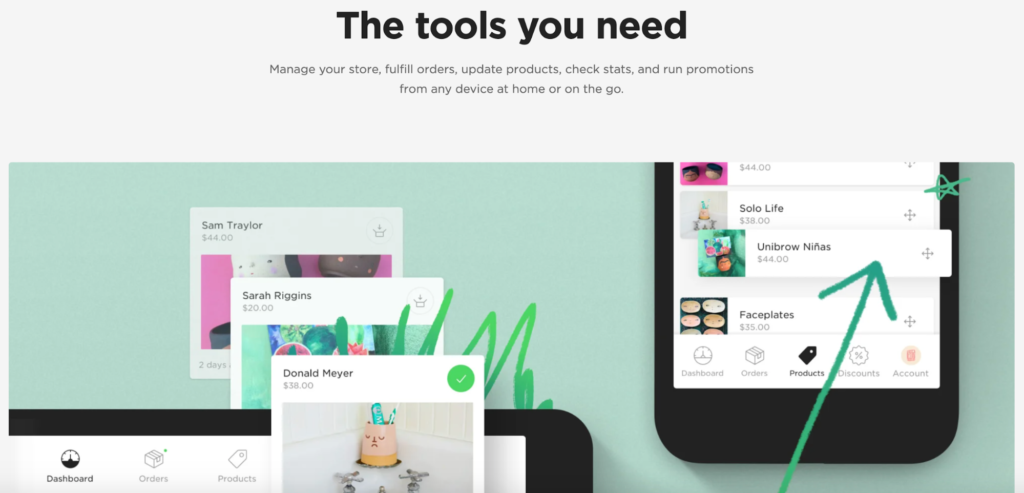 The tools you need
Manage your store, fulfill orders, update products, check stats, and run promotions
from any device at home or on the go.
Sam Traylor
$44.00
2 days
Sarah Riggins
$20.00
Donald Meyer
$38.00
Dashboard
Orders
Products
$44.00
Solo Life
$38.00
Unibrow Niñas
$44.00
Faceplates
$35.00
Dashboard
Orders
Products
Discounts
Account